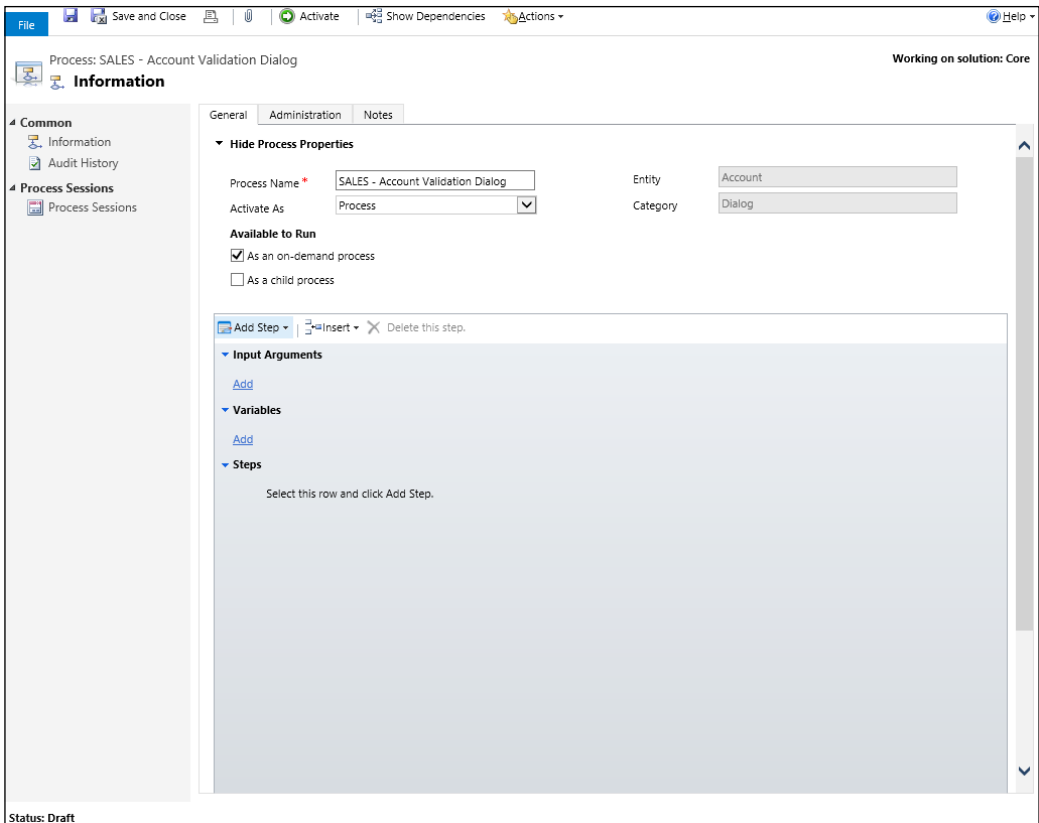 File Save and Close Activate Show Dependencies Actions Help
Process: SALES - Account Validation Dialog
Information
Working on solution: Core
Common
Information
Audit History
Process Sessions
Process Sessions
General Administration Notes
Hide Process Properties
Process Name * SALES - Account Validation Dialog Entity Account
Activate As Process Category Dialog
Available to Run
As an on-demand process
As a child process
Add Step Insert Delete this step.
Input Arguments
Add
Variables
Add
Steps
Select this row and click Add Step.
Status: Draft